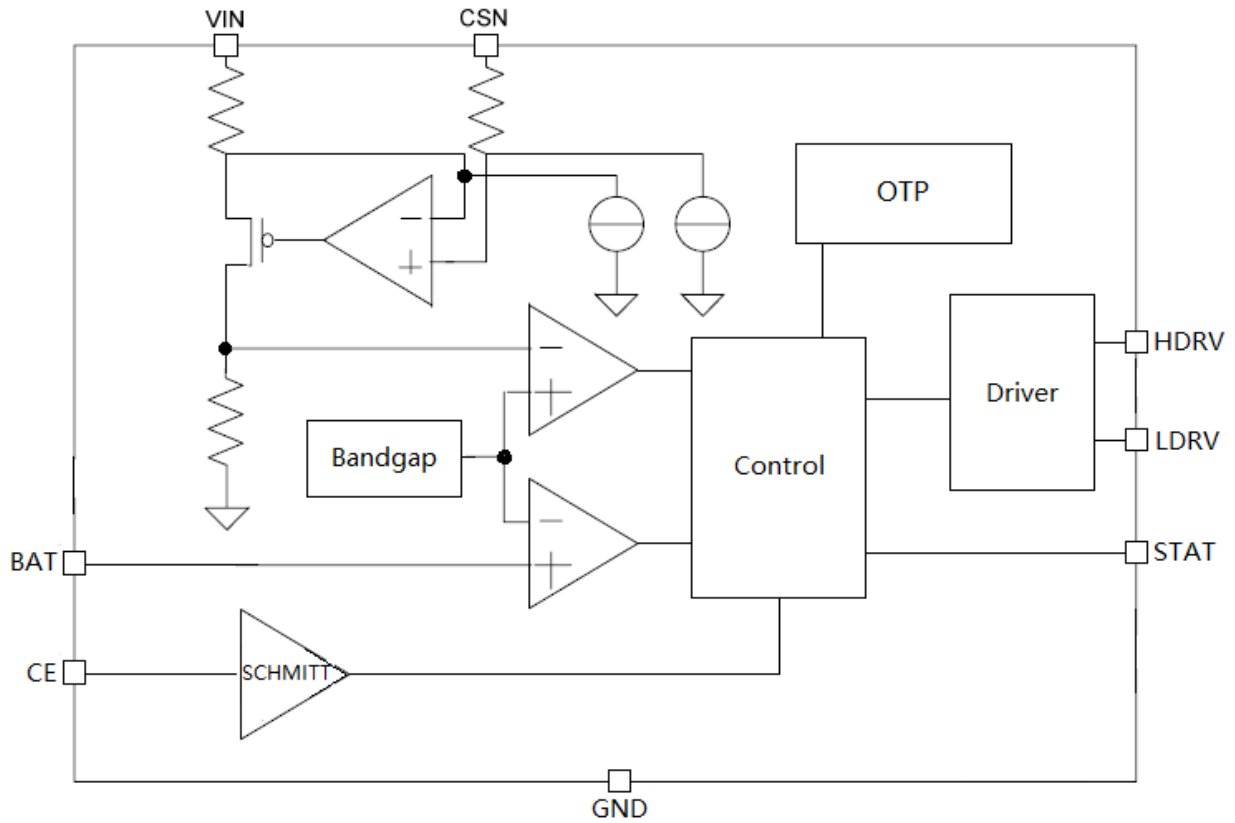 VIN
CSN
OTP
HDRV
Driver
LDRV
Bandgap
Control
STAT
BAT
CE
SCHMITT
GND